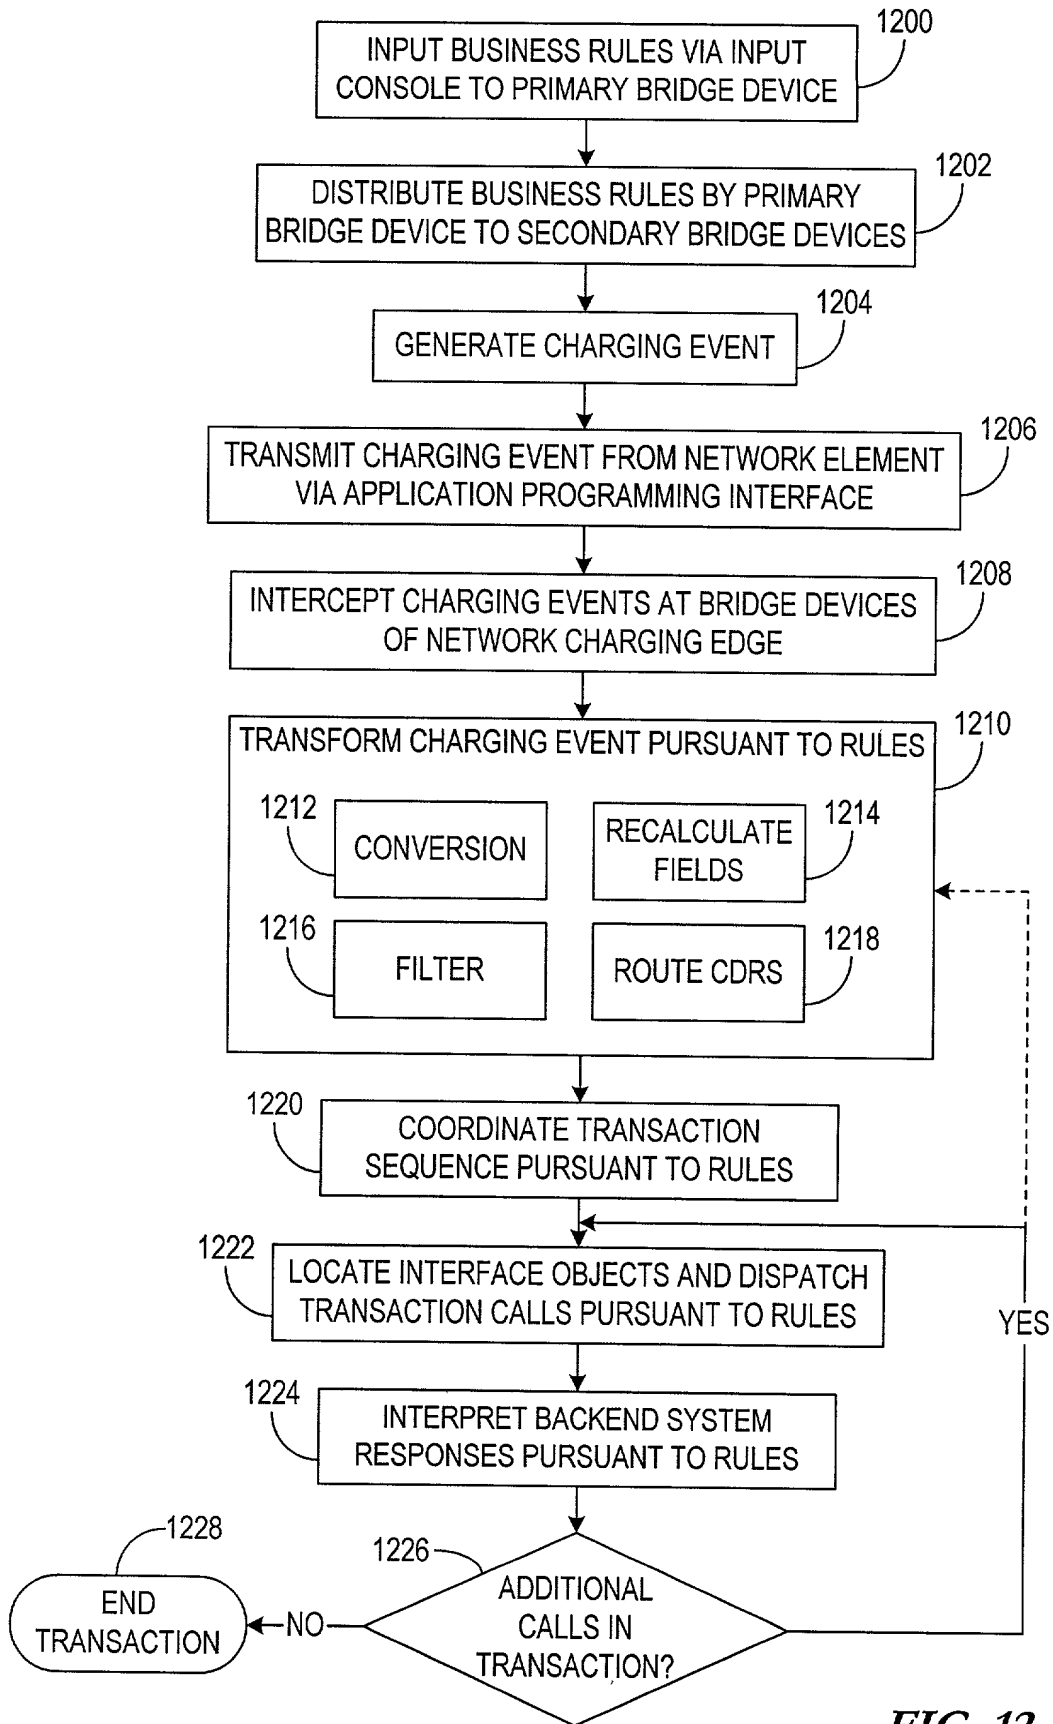 1200
INPUT BUSINESS RULES VIA INPUT
CONSOLE TO PRIMARY BRIDGE DEVICE
1202
DISTRIBUTE BUSINESS RULES BY PRIMARY
BRIDGE DEVICE TO SECONDARY BRIDGE DEVICES
1204
GENERATE CHARGING EVENT
1206
TRANSMIT CHARGING EVENT FROM NETWORK ELEMENT
VIA APPLICATION PROGRAMMING INTERFACE
1208
INTERCEPT CHARGING EVENTS AT BRIDGE DEVICES
OF NETWORK CHARGING EDGE
1210
TRANSFORM CHARGING EVENT PURSUANT TO RULES
1212
CONVERSION
1214
RECALCULATE
FIELDS
1216
FILTER
1218
ROUTE CDRS
1220
COORDINATE TRANSACTION
SEQUENCE PURSUANT TO RULES
1222
LOCATE INTERFACE OBJECTS AND DISPATCH
TRANSACTION CALLS PURSUANT TO RULES
YES
1224
INTERPRET BACKEND SYSTEM
RESPONSES PURSUANT TO RULES
1226
ADDITIONAL
CALLS IN
TRANSACTION?
NO
1228
END
TRANSACTION